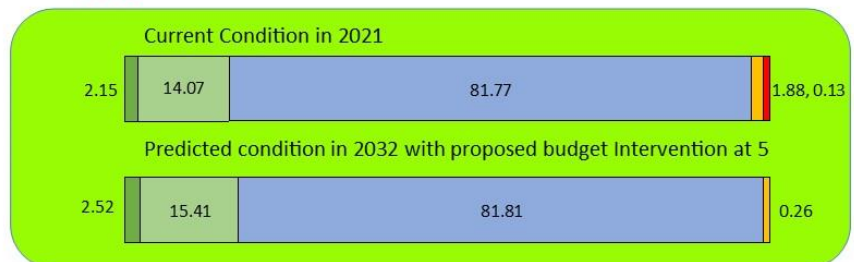 Current Condition in 2021
2.15 14.07 81.77 1.88, 0.13
Predicted condition in 2032 with proposed budget Intervention at 5
2.52 15.41 81.81 0.26